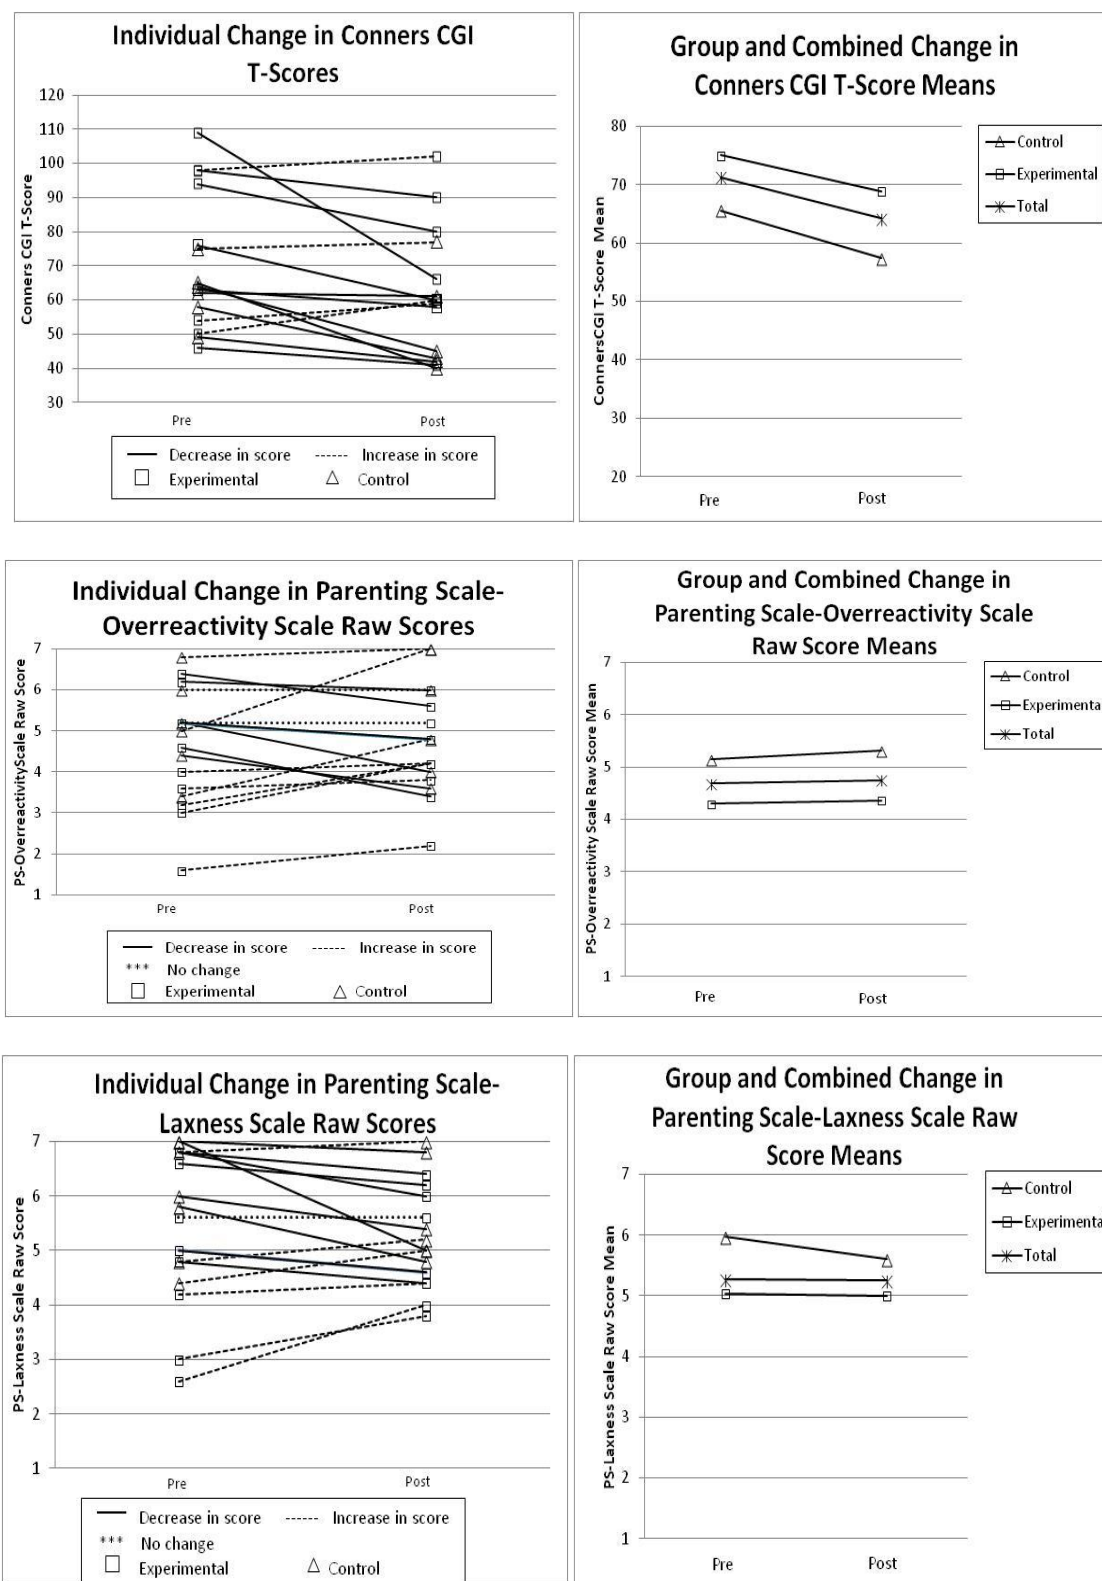 Individual Change in Conners CGI
T-Scores
Conners CGI T-Score
120
110
100
90
80
70
60
50
40
30
Pre
Post
Decrease in score
Increase in score
Experimental
Control
Group and Combined Change in
Conners CGI T-Score Means
ConnersCGI T-Score Mean
80
70
60
50
40
30
20
Pre
Post
Control
Experimental
Total
Individual Change in Parenting Scale-
Overreactivity Scale Raw Scores
PS-OverreactivityScale Raw Score
7
6
5
4
3
2
1
Pre
Post
Decrease in score
Increase in score
*** No change
Experimental
Control
Group and Combined Change in
Parenting Scale-Overreactivity Scale
Raw Score Means
PS-Overreactivity Scale Raw Score Mean
7
6
5
4
3
2
1
Pre
Post
Control
Experimental
Total
Individual Change in Parenting Scale-
Laxness Scale Raw Scores
PS-Laxness Scale Raw Score
7
6
5
4
3
2
1
Pre
Post
Decrease in score
Increase in score
*** No change
Experimental
Control
Group and Combined Change in
Parenting Scale-Laxness Scale Raw
Score Means
PS-Laxness Scale Raw Score Mean
7
6
5
4
3
2
1
Pre
Post
Control
Experimental
Total